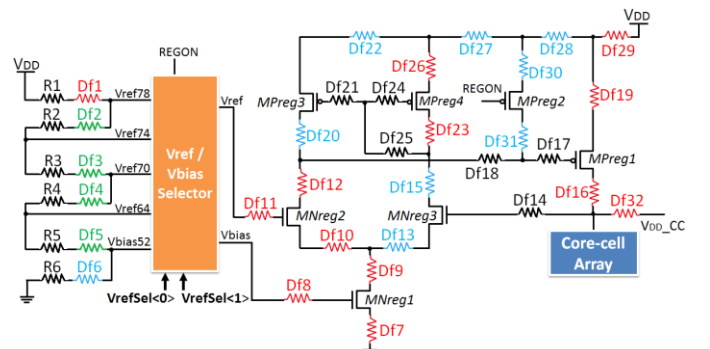 VDD
REGON
R1 Df1 Vref78
R2 Df2
Vref74
R3 Df3 Vref70
R4 Df4
Vref64
R5 Df5 Vbias52
R6 Df6
Vref /
Vbias
Selector
VrefSel<0> VrefSel<1>
Vref
Vbias
VDD
Df22 Df27 Df28 Df29
Df26 Df30
MPreg3 Df21 Df24 MPreg4 REGON MPreg2 Df19
Df20 Df25 Df23 Df31 Df17
Df18 MPreg1
Df12 Df15 Df16
Df11 MNreg2 MNreg3 Df14 Df32
VDD_CC
Df10 Df13
Core-cell
Array
Df9
Df8 MNreg1
Df7